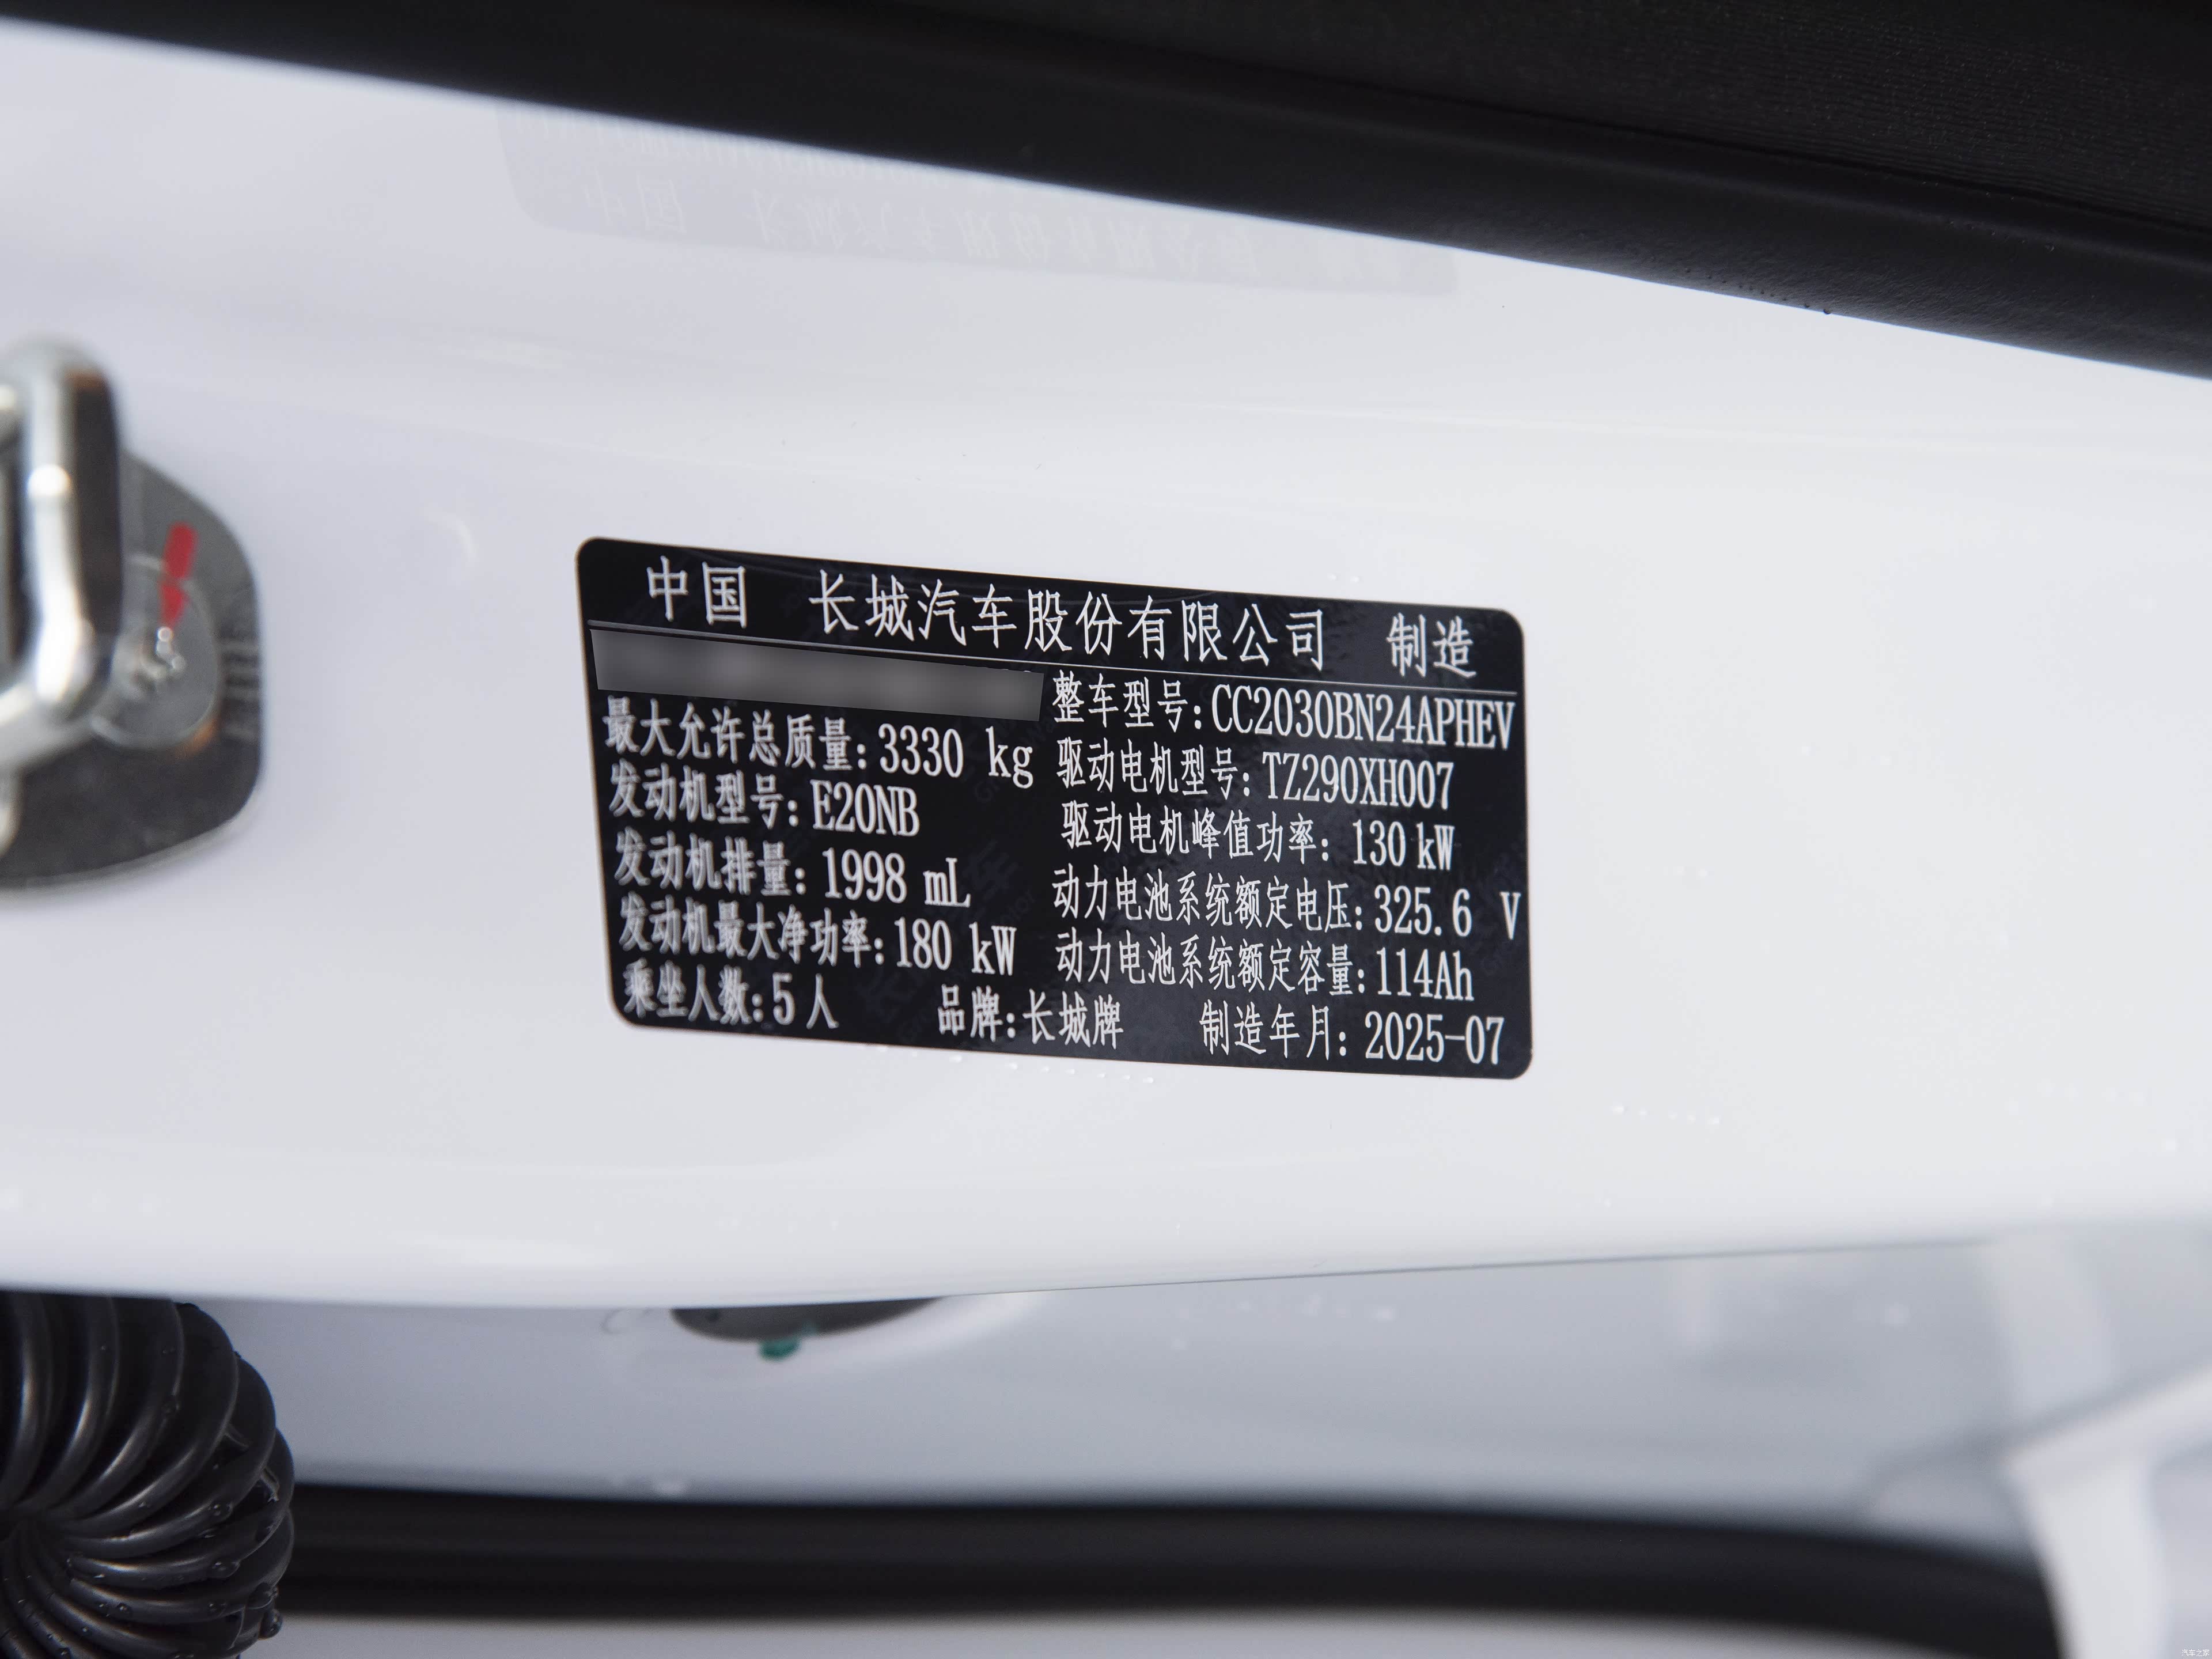 中国 长城汽车股份有限公司 制造
整车型号:CC2030BN24APHEV
最大允许总质量:3330 kg 驱动电机型号:TZ290XH007
发动机型号:E20NB 驱动电机峰值功率:130 kW
发动机排量:1998 mL 动力电池系统额定电压:325.6 V
发动机最大净功率:180 kW 动力电池系统额定容量:114Ah
乘坐人数:5人 品牌:长城牌 制造年月:2025-07
汽车之家